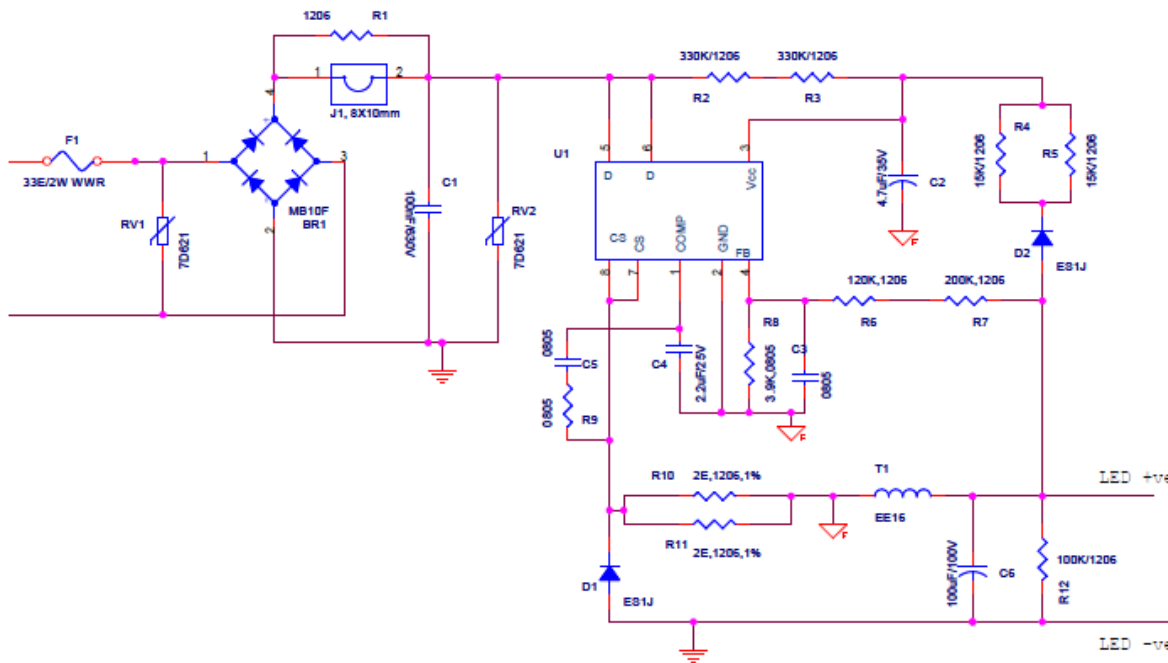 1206 R1
330K/1206 330K/1206
1 2
R2 R3
4
J1, 8X10mm
F1
5 6 3
R4
U1
D D Vcc
15K/1206 R5 15K/1206
1 3
33E/2W WWR
C1
4.7uF/35V C2
MB10F
BR1
100nF/630V
RV2
RV1
2
7D621
7D621
CS CS COMP GND FB
D2
ES1J
8 7 1 2 4
120K,1206 200K,1206
R8
R6 R7
0805 C5
C4 2.2uF/25V
3.9K,0805
C3
0805
0805 R9
F
F
T1
R10 2E,1206,1%
LED +ve
EE16
F
R11 2E,1206,1%
100K/1206
100uF/100V C6
D1
R12
ES1J
LED -ve